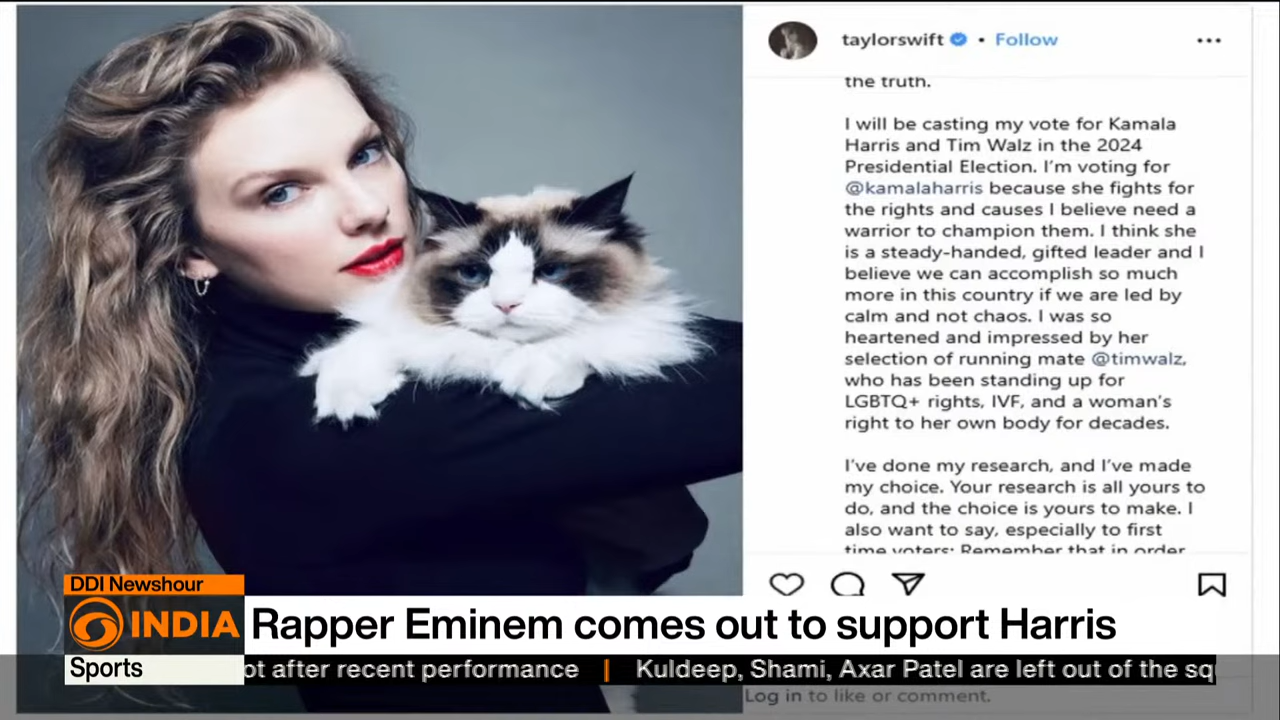 taylorswift • Follow
the truth.
I will be casting my vote for Kamala
Harris and Tim Walz in the 2024
Presidential Election. I'm voting for
@kamalaharris because she fights for
the rights and causes I believe need a
warrior to champion them. I think she
is a steady-handed, gifted leader and I
believe we can accomplish so much
more in this country if we are led by
calm and not chaos. I was so
heartened and impressed by her
selection of running mate @timwalz,
who has been standing up for
LGBTQ+ rights, IVF, and a woman's
right to her own body for decades.
I've done my research, and I've made
my choice. Your research is all yours to
do, and the choice is yours to make. I
also want to say, especially to first
time voters: Remember that in order
DDI Newshour
INDIA
Rapper Eminem comes out to support Harris
Sports
ot after recent performance | Kuldeep, Shami, Axar Patel are left out of the sq
Log in to like or comment.